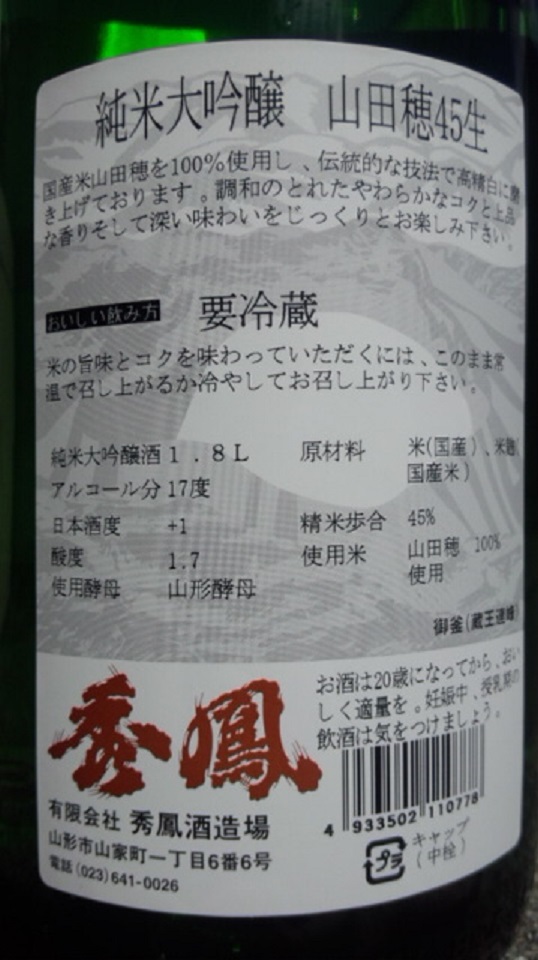 純米大吟醸 山田穂45生
国産米山田穂を100%使用し、伝統的な技法で高精白に磨
き上げております。調和のとれたやわらかなコクと上品
な香りそして深い味わいをじっくりとお楽しみ下さい。
おいしい飲み方 要冷蔵
米の旨味とコクを味わっていただくには、このまま常
温で召し上がるか冷やしてお召し上がり下さい。
純米大吟醸酒 1.8L 原材料 米(国産)、米麹
国産米)
アルコール分 17度
日本酒度 +1 精米歩合 45%
酸度 1.7 使用米 山田穂 100%
使用
使用酵母 山形酵母
御釜(蔵王連峰)
お酒は20歳になってから、おい
しく適量を。妊娠中、授乳期の
飲酒は気をつけましょう。
秀鳳
有限会社 秀鳳酒造場
山形市山家町一丁目6番6号
電話(023)641-0026
4 933502 110778
プラ
キャップ
(中栓)